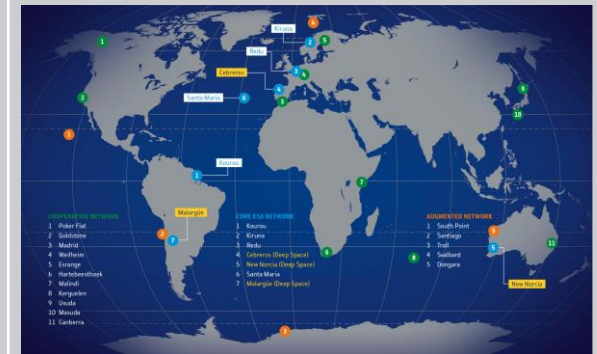 Kiruna
Redu
Cebreros
Santa Maria
Kourou
Malargüe
New Norcia
COOPERATIVE NETWORK
1 Poker Flat
2 Goldstone
3 Madrid
4 Weilheim
5 Esrange
6 Hartebeesthoek
7 Malindi
8 Kerguelen
9 Usuda
10 Masuda
11 Canberra
CORE ESA NETWORK
1 Kourou
2 Kiruna
3 Redu
4 Cebreros (Deep Space)
5 New Norcia (Deep Space)
6 Santa Maria
7 Malargüe (Deep Space)
AUGMENTED NETWORK
1 South Point
2 Santiago
3 Troll
4 Svalbard
5 Dongara